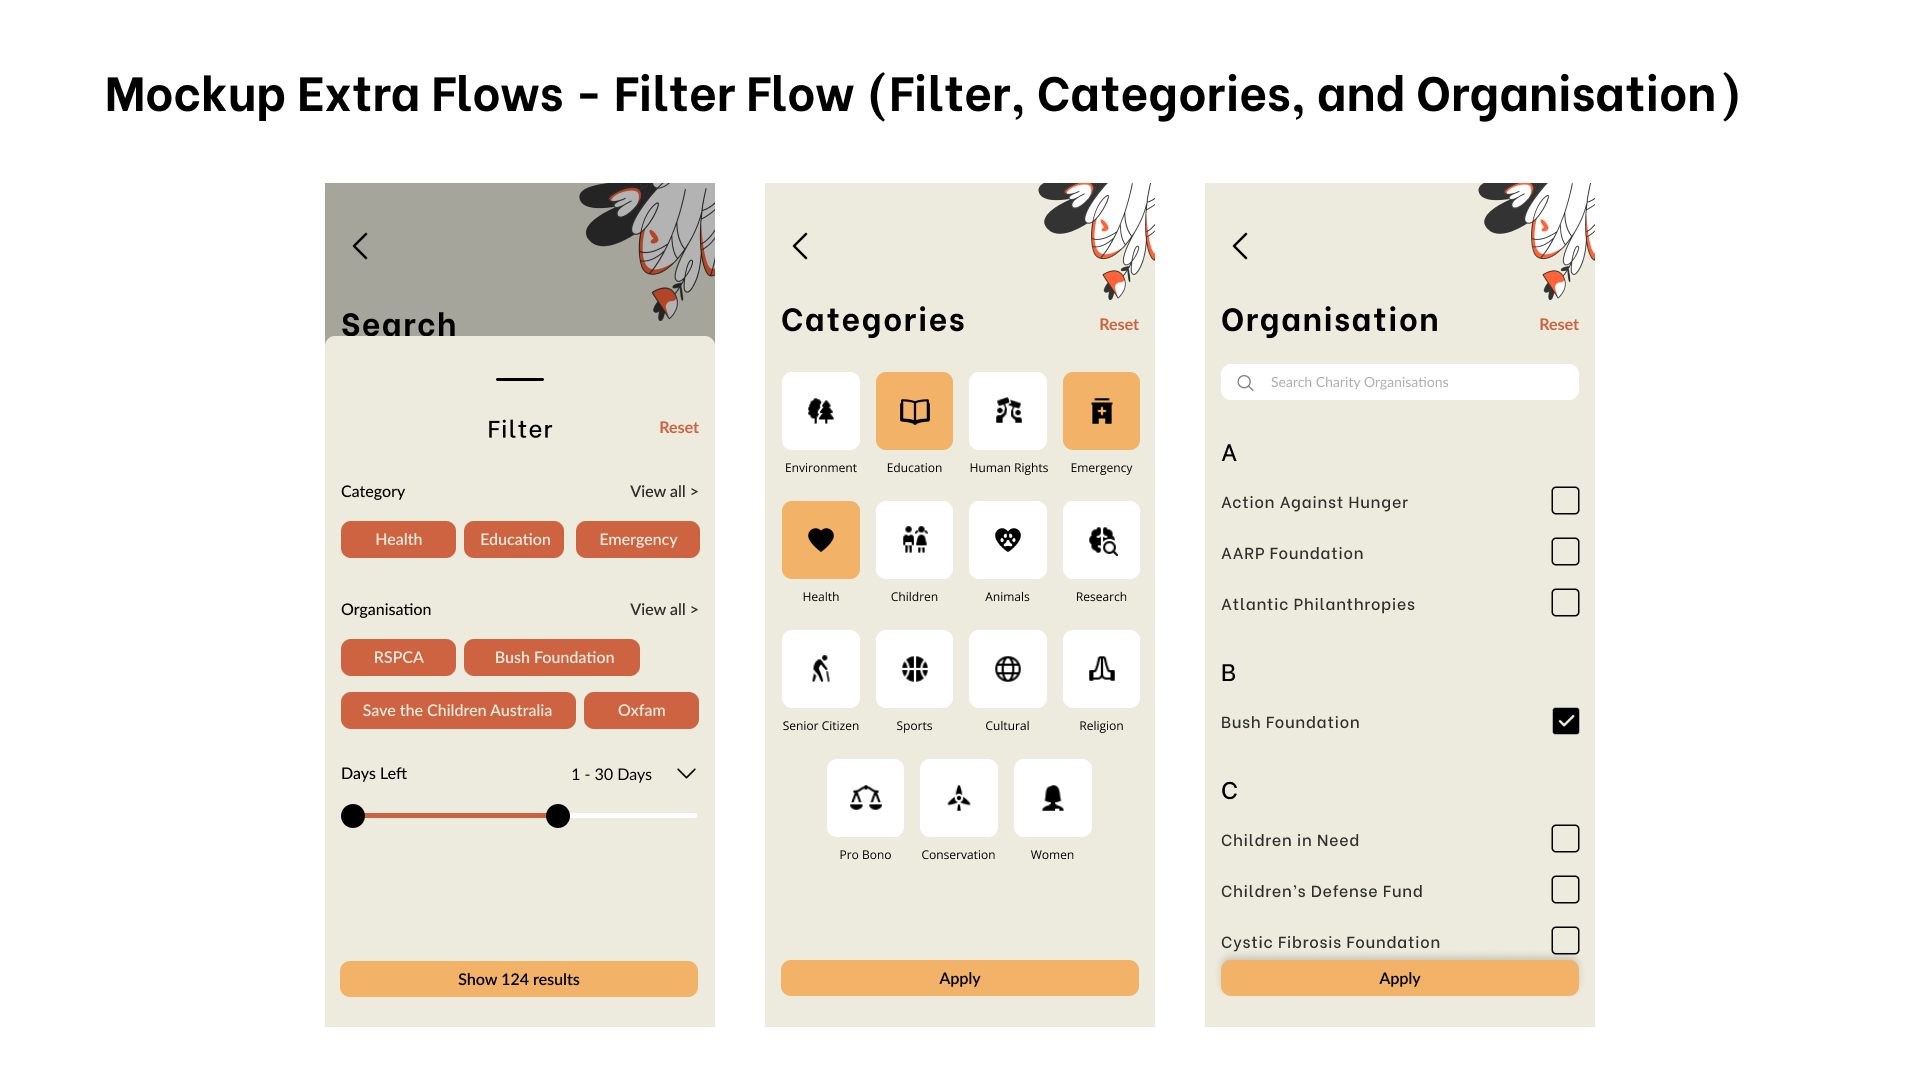 Mockup Extra Flows - Filter Flow (Filter, Categories, and Organisation)
Search
Filter
Reset
Category
View all >
Health
Education
Emergency
Organisation
View all >
RSPCA
Bush Foundation
Save the Children Australia
Oxfam
Days Left
1 - 30 Days
Show 124 results
Categories
Reset
Environment
Education
Human Rights
Emergency
Health
Children
Animals
Research
Senior Citizen
Sports
Cultural
Religion
Pro Bono
Conservation
Women
Apply
Organisation
Reset
Search Charity Organisations
A
Action Against Hunger
AARP Foundation
Atlantic Philanthropies
B
Bush Foundation
C
Children in Need
Children's Defense Fund
Cystic Fibrosis Foundation
Apply